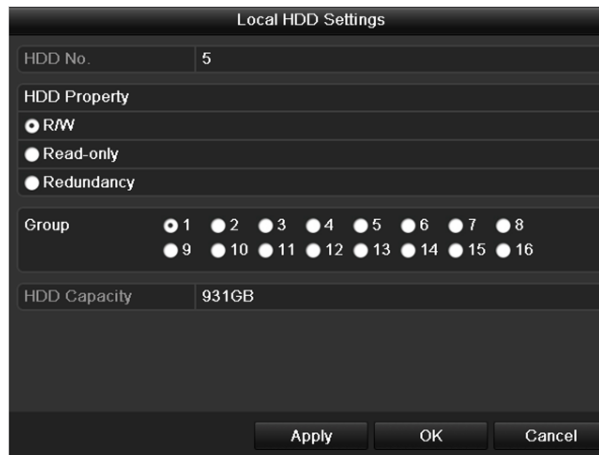 Local HDD Settings
HDD No. 5
HDD Property
R/W
Read-only
Redundancy
Group 1 2 3 4 5 6 7 8
9 10 11 12 13 14 15 16
HDD Capacity 931GB
Apply OK Cancel